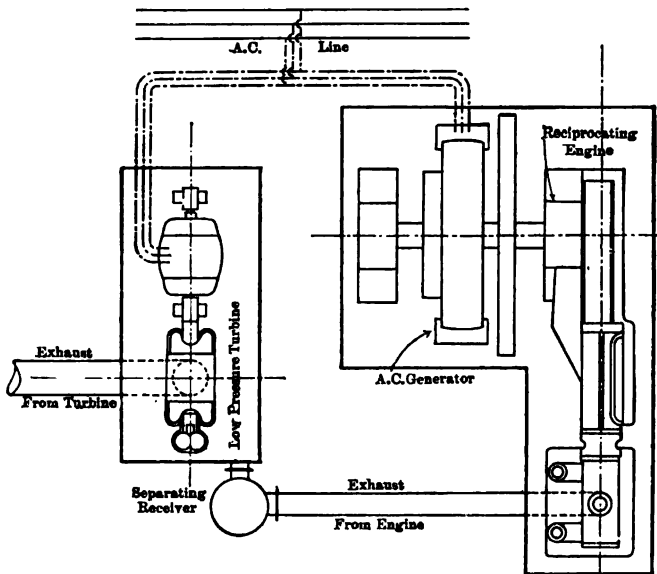 A.C. Line
Reciprocating
Engine
Exhaust
From Turbine
Low Pressure Turbine
A.C. Generator
Separating
Receiver
Exhaust
From Engine